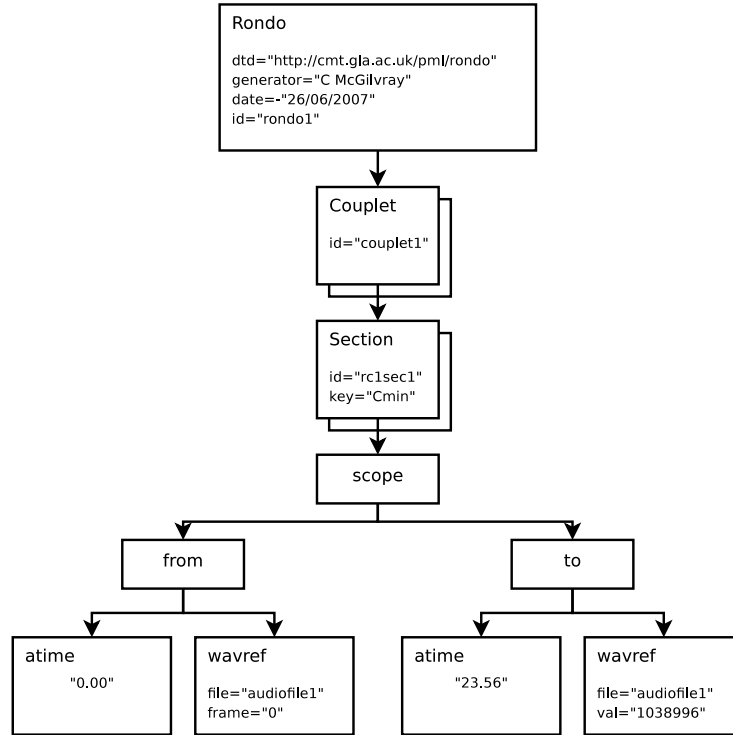 Rondo
dtd="http://cmt.gla.ac.uk/pml/rondo"
generator="C McGilvray"
date=-"26/06/2007"
id="rondo1"
Couplet
id="couplet1"
Section
id="rc1sec1"
key="Cmin"
scope
from
to
atime
"0.00"
wavref
file="audiofile1"
frame="0"
atime
"23.56"
wavref
file="audiofile1"
val="1038996"